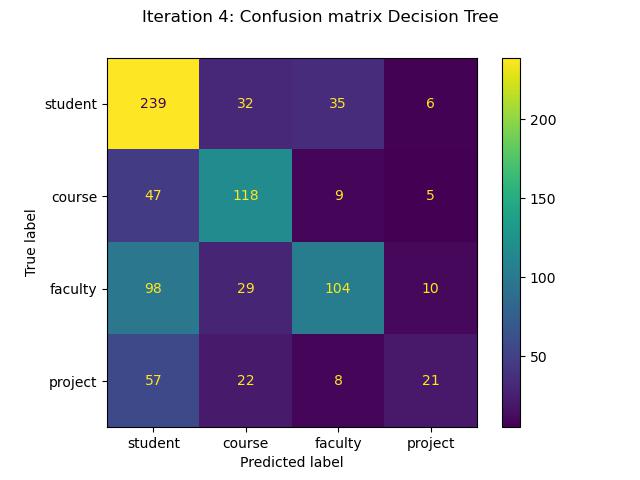 Iteration 4: Confusion matrix Decision Tree
student 239 32 35 6
course 47 118 9 5
faculty 98 29 104 10
project 57 22 8 21
student course faculty project
Predicted label
True label
200
150
100
50